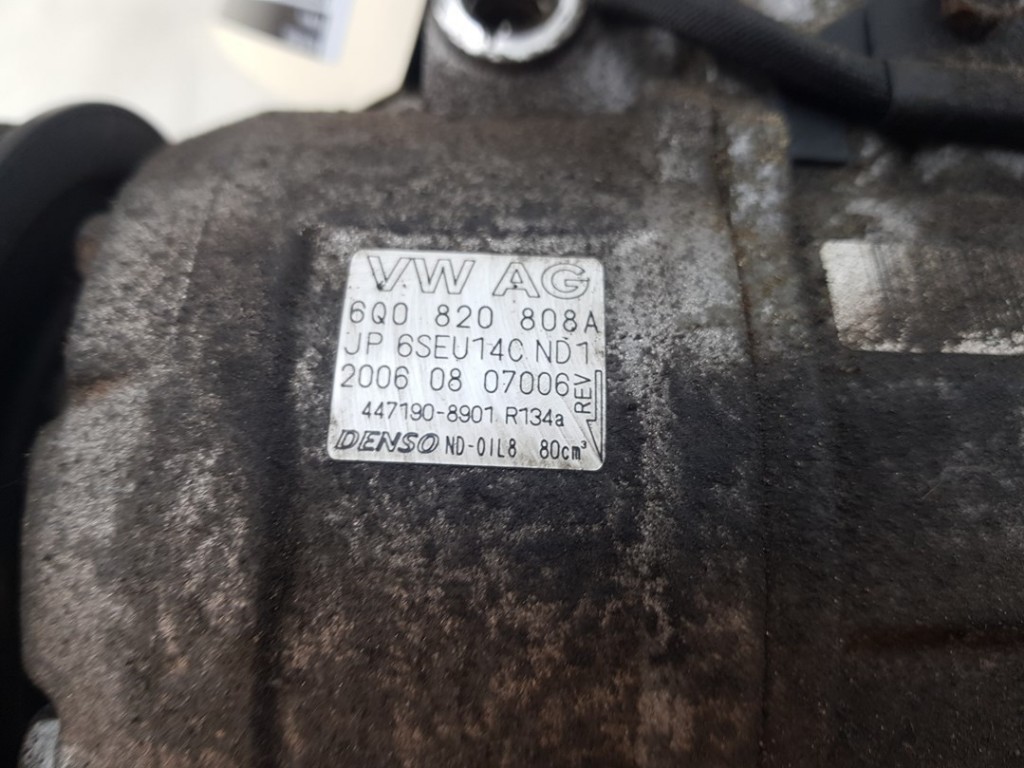 VW AG
6Q0 820 808A
JP 6SEU14C ND1
2006 08 07006
REV
447190-8901 R134a
DENSO ND-OIL8 80cm³